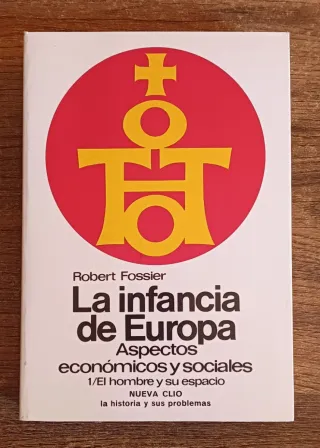 Robert Fossier
La infancia
de Europa
Aspectos
económicos y sociales
1/El hombre y su espacio
NUEVA CLIO
la historia y sus problemas